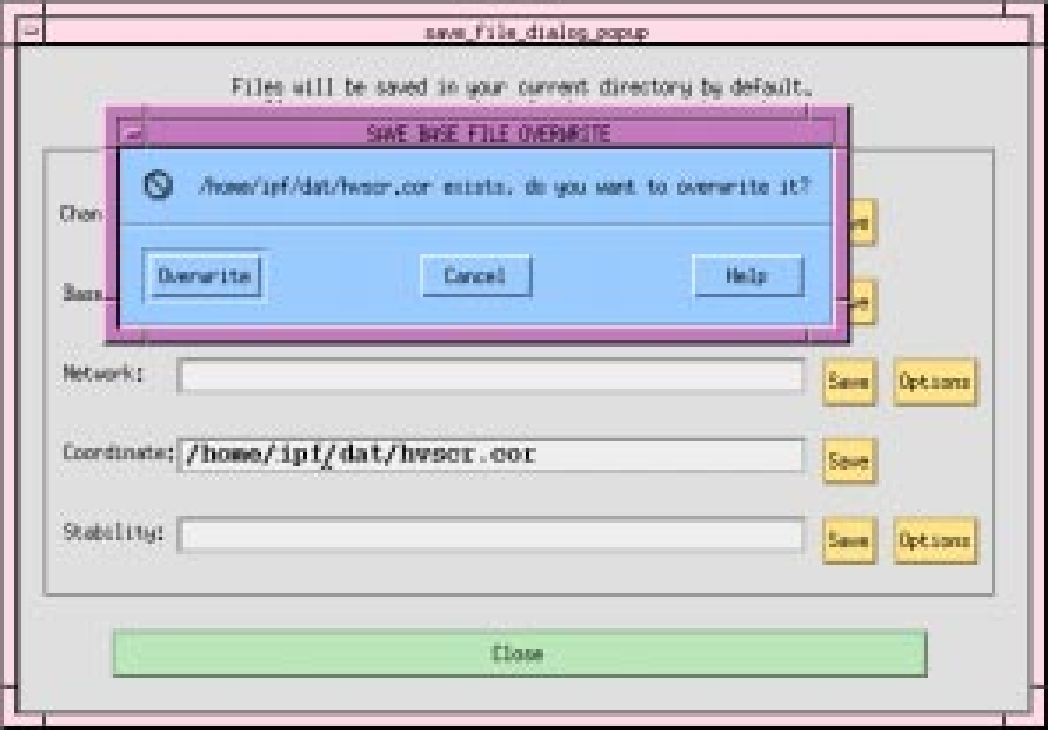 save_file_dialog_popup
Files will be saved in your current directory by default.
SAVE BASE FILE OVERWRITE
/home/ipf/dat/hvscr.cor exists, do you want to overwrite it?
Chan
Base
Overwrite Cancel Help
Network: Save Options
Coordinate: /home/ipf/dat/hvscr.cor Save
Stability: Save Options
Close